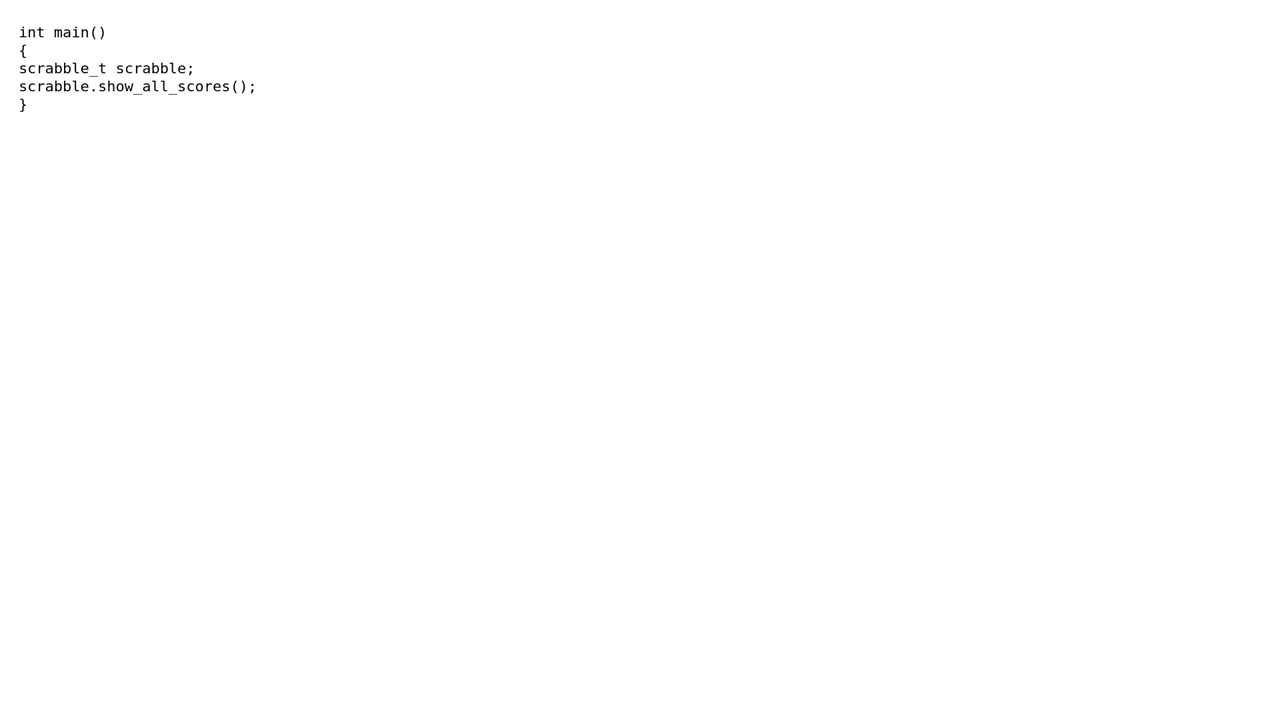 int main()
{
scrabble_t scrabble;
scrabble.show_all_scores();
}